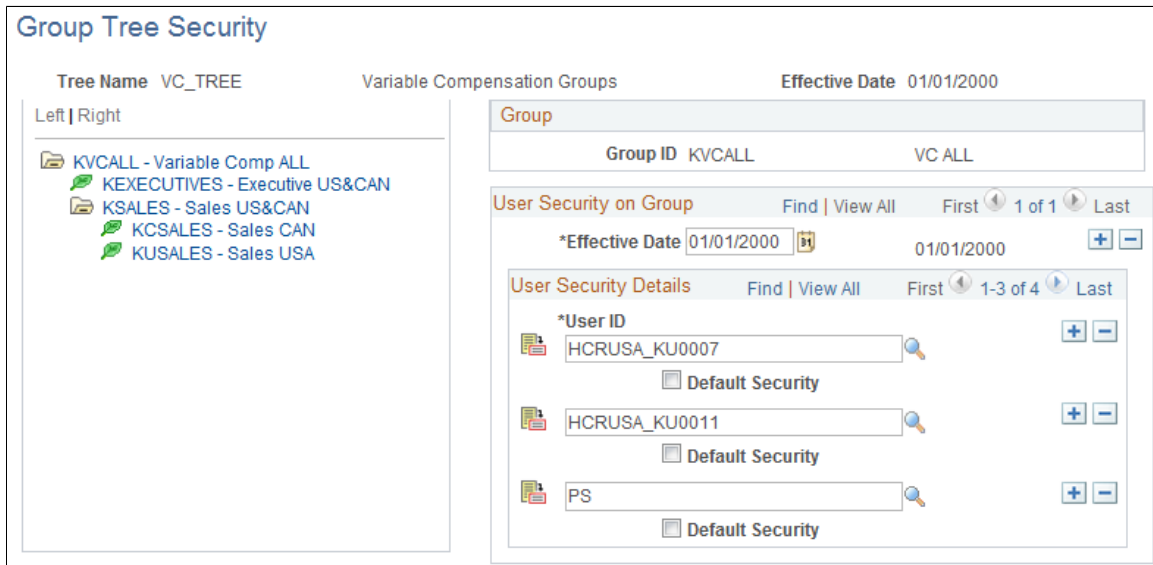 Group Tree Security
Tree Name VC_TREE Variable Compensation Groups Effective Date 01/01/2000
Left | Right
KVCALL - Variable Comp ALL
KEXECUTIVES - Executive US&CAN
KSALES - Sales US&CAN
KCSALES - Sales CAN
KUSALES - Sales USA
Group
Group ID KVCALL VC ALL
User Security on Group Find | View All First 1 of 1 Last
*Effective Date 01/01/2000 31 01/01/2000
User Security Details Find | View All First 1-3 of 4 Last
*User ID
HCRUSA_KU0007
Default Security
HCRUSA_KU0011
Default Security
PS
Default Security